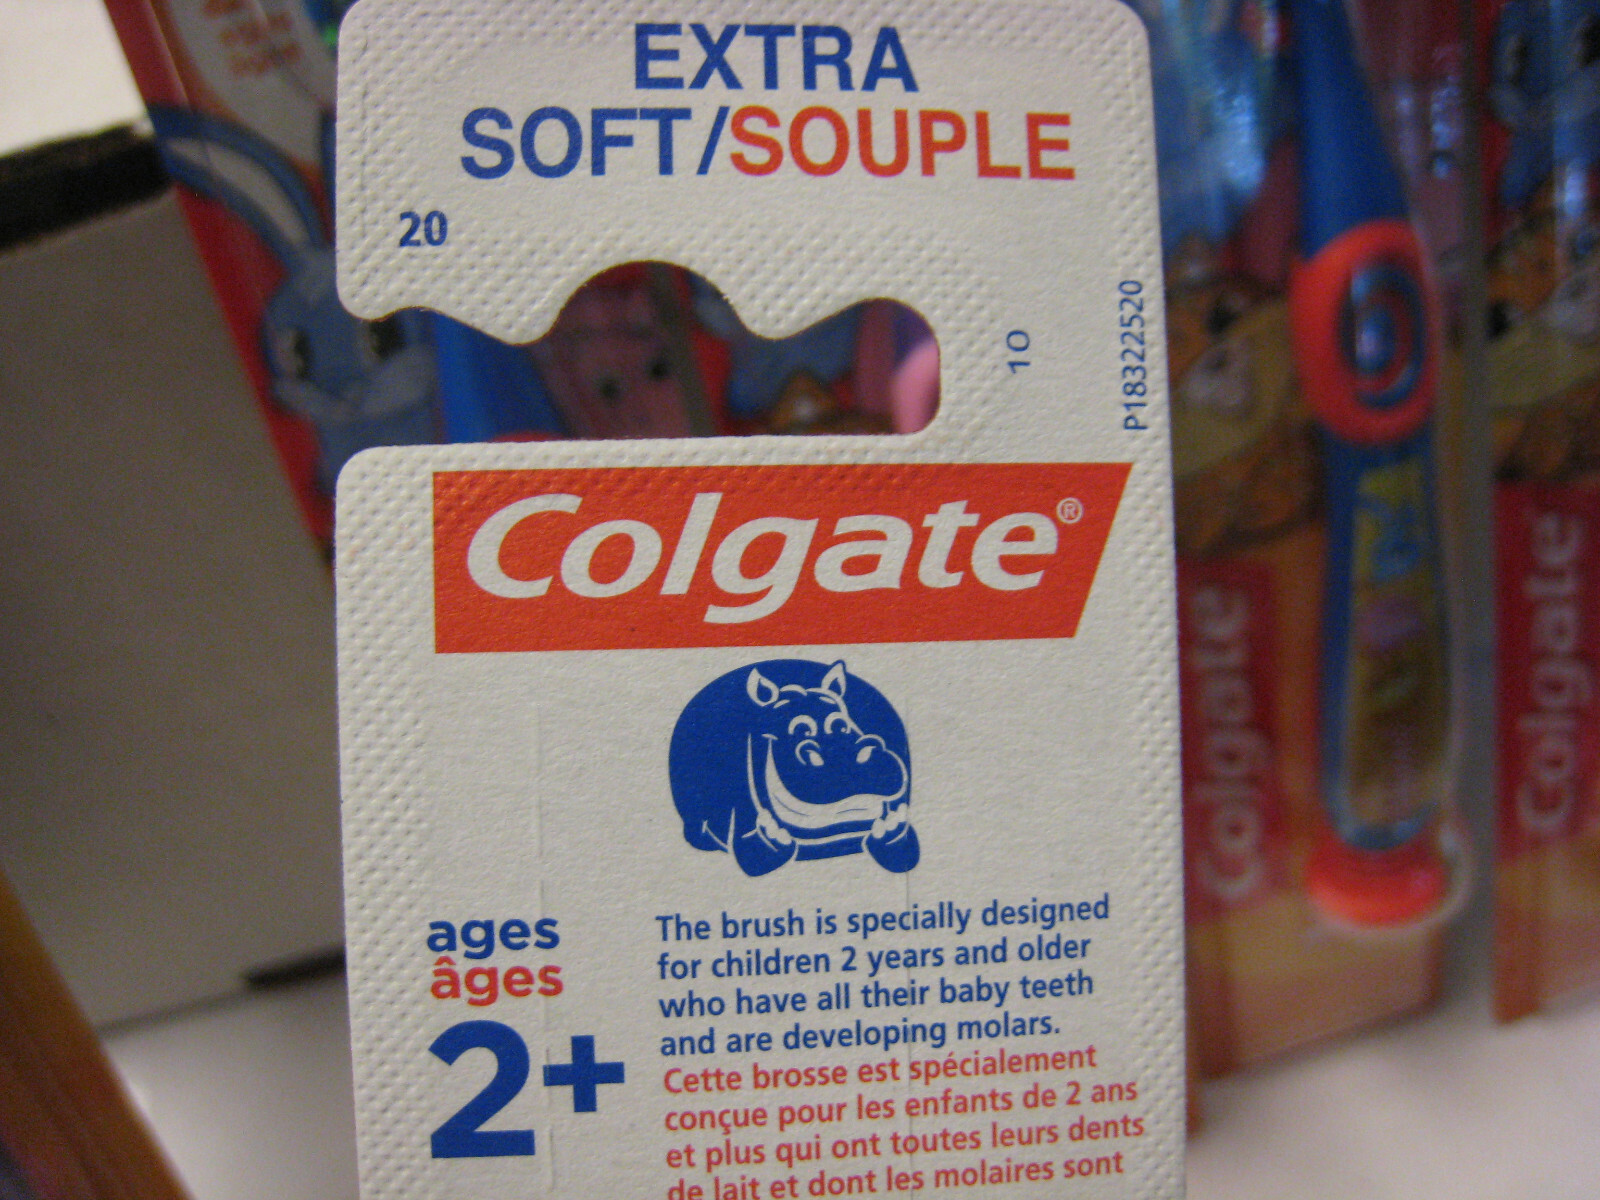 EXTRA
SOFT/SOUPLE
20
10
P183222520
Colgate®
ages
âges
2+
The brush is specially designed
for children 2 years and older
who have all their baby teeth
and are developing molars.
Cette brosse est spécialement
conçue pour les enfants de 2 ans
et plus qui ont toutes leurs dents
de lait et dont les molaires sont
Colgate
Colgate